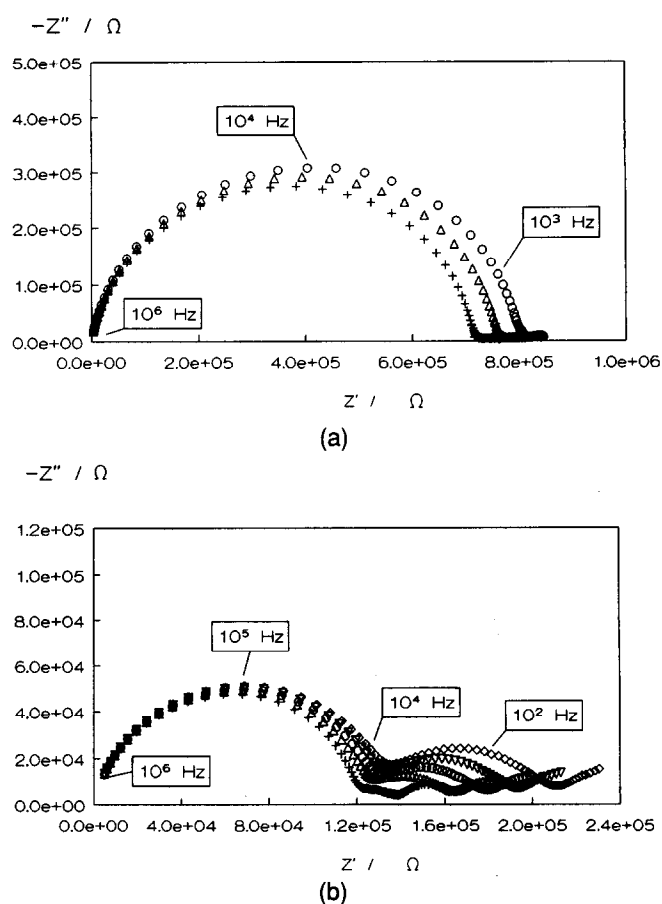 −Z" / Ω
5.0e+05
4.0e+05
3.0e+05
2.0e+05
1.0e+05
0.0e+00
10⁴ Hz
10³ Hz
10⁶ Hz
0.0e+00 2.0e+05 4.0e+05 6.0e+05 8.0e+05 1.0e+06
Z' / Ω
(a)
−Z" / Ω
1.2e+05
1.0e+05
8.0e+04
6.0e+04
4.0e+04
2.0e+04
0.0e+00
10⁵ Hz
10⁴ Hz
10² Hz
10⁶ Hz
0.0e+00 4.0e+04 8.0e+04 1.2e+05 1.6e+05 2.0e+05 2.4e+05
Z' / Ω
(b)